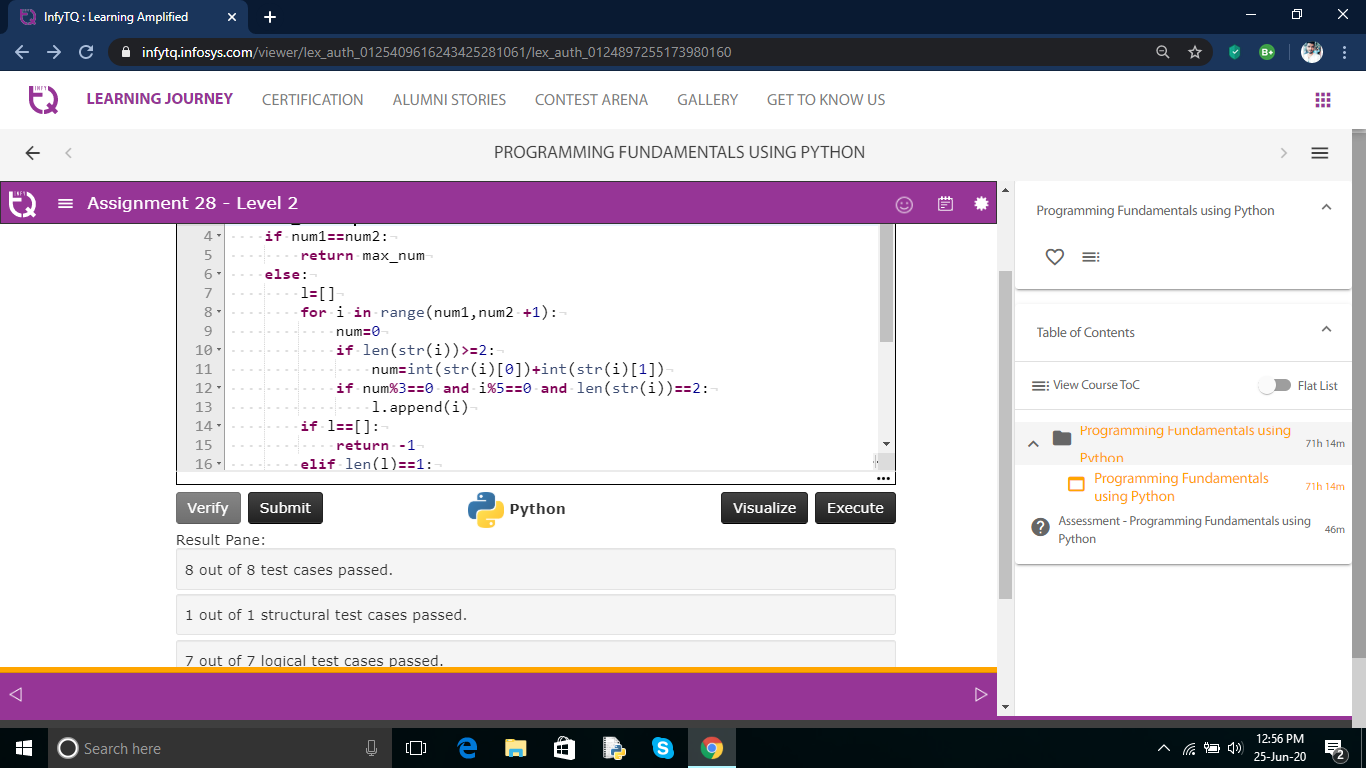 InfyTQ : Learning Amplified
infytq.infosys.com/viewer/lex_auth_0125409616243425281061/lex_auth_0124897255173980160
B+
INFY TQ
LEARNING JOURNEY
CERTIFICATION
ALUMNI STORIES
CONTEST ARENA
GALLERY
GET TO KNOW US
PROGRAMMING FUNDAMENTALS USING PYTHON
Assignment 28 - Level 2
4 if num1==num2:
5 return max_num
6 else:
7 l=[]
8 for i in range(num1,num2 +1):
9 num=0
10 if len(str(i))>=2:
11 num=int(str(i)[0])+int(str(i)[1])
12 if num%3==0 and i%5==0 and len(str(i))==2:
13 l.append(i)
14 if l==[]:
15 return -1
16 elif len(l)==1:
Verify
Submit
Python
Visualize
Execute
Result Pane:
8 out of 8 test cases passed.
1 out of 1 structural test cases passed.
7 out of 7 logical test cases passed.
Programming Fundamentals using Python
Table of Contents
View Course ToC
Flat List
Programming Fundamentals using
Python
71h 14m
Programming Fundamentals
using Python
71h 14m
Assessment - Programming Fundamentals using
Python
46m
Search here
12:56 PM
25-Jun-20
2